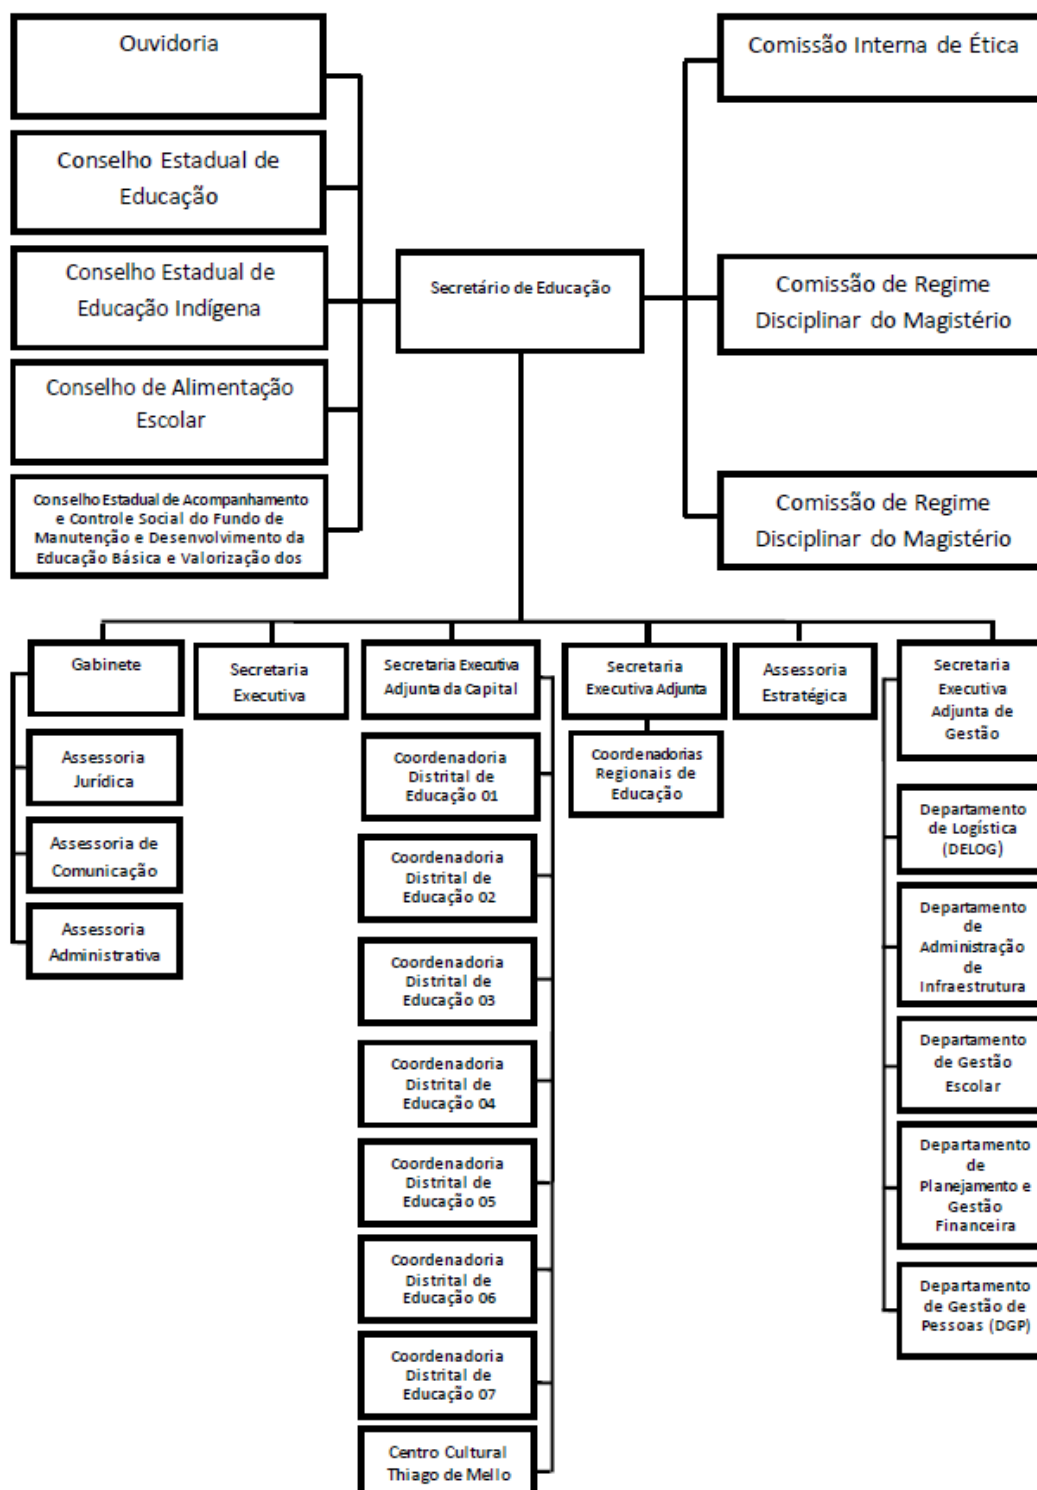 Ouvidoria
Conselho Estadual de
Educação
Conselho Estadual de
Educação Indígena
Conselho de Alimentação
Escolar
Conselho Estadual de Acompanhamento
e Controle Social do Fundo de
Manutenção e Desenvolvimento da
Educação Básica e Valorização dos
Secretário de Educação
Comissão Interna de Ética
Comissão de Regime
Disciplinar do Magistério
Comissão de Regime
Disciplinar do Magistério
Gabinete
Assessoria
Jurídica
Assessoria de
Comunicação
Assessoria
Administrativa
Secretaria
Executiva
Secretaria Executiva
Adjunta da Capital
Coordenadoria
Distrital de
Educação 01
Coordenadoria
Distrital de
Educação 02
Coordenadoria
Distrital de
Educação 03
Coordenadoria
Distrital de
Educação 04
Coordenadoria
Distrital de
Educação 05
Coordenadoria
Distrital de
Educação 06
Coordenadoria
Distrital de
Educação 07
Centro Cultural
Thiago de Mello
Secretaria
Executiva Adjunta
Coordenadorias
Regionais de
Educação
Assessoria
Estratégica
Secretaria
Executiva
Adjunta de
Gestão
Departamento
de Logística
(DELOG)
Departamento
de
Administração
de
Infraestrutura
Departamento
de Gestão
Escolar
Departamento
de
Planejamento e
Gestão
Financeira
Departamento
de Gestão de
Pessoas (DGP)